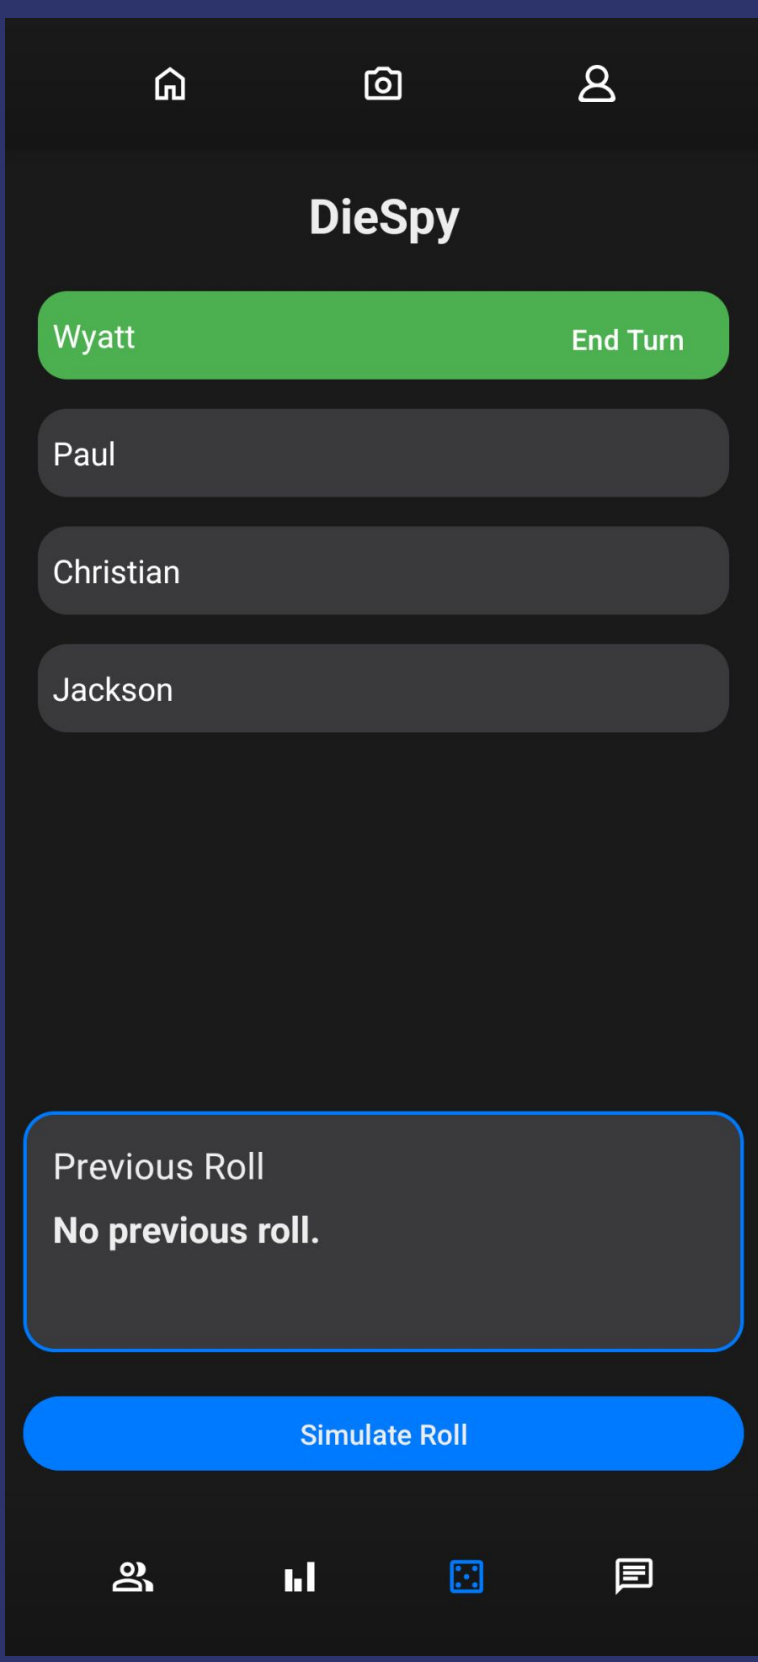 DieSpy
Wyatt End Turn
Paul
Christian
Jackson
Previous Roll
No previous roll.
Simulate Roll